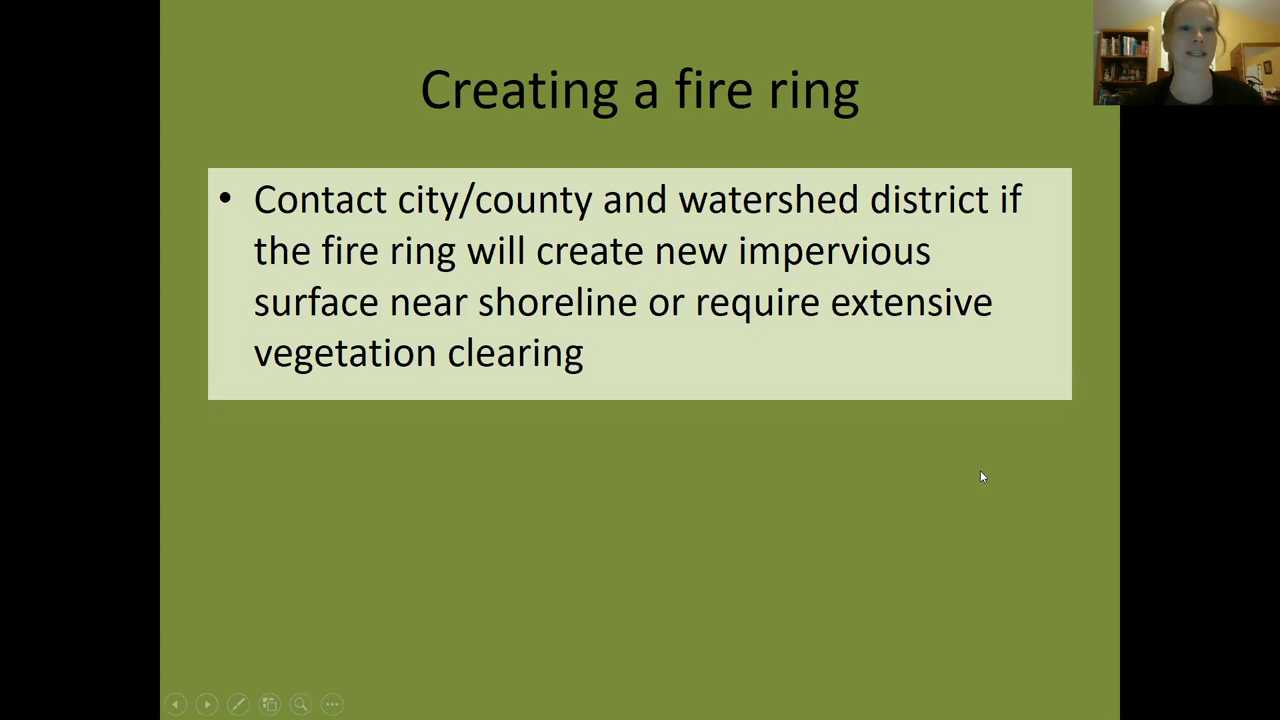 Creating a fire ring
• Contact city/county and watershed district if
the fire ring will create new impervious
surface near shoreline or require extensive
vegetation clearing